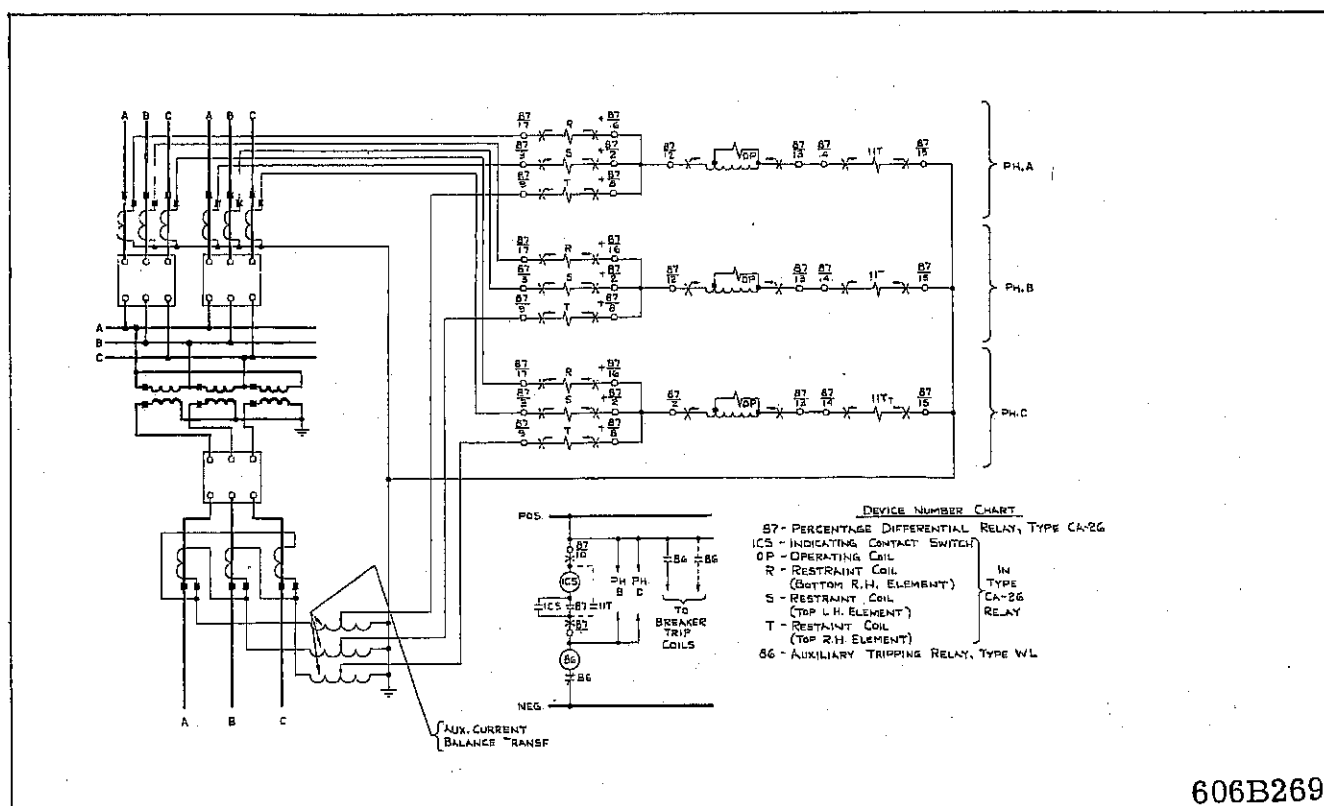 A B C A B C
87/17 R +87/16
87/3 S +87/2 87/12 OP 87/13 87/14 IIT 87/15 PH.A
87/9 T +87/8
87/17 R +87/16
87/3 S +87/2 87/12 OP 87/13 87/14 IIT 87/15 PH.B
87/9 T +87/8
A
B
C
87/17 R +87/16
S +87/2 87/2 OP 87/13 87/14 IIT 87/15 PH.C
87/9 T +87/8
POS.
87/10
ICS
ICS 87 IIT
87
PH B
PH C
86 86
TO
BREAKER
TRIP
COILS
86
86
NEG.
DEVICE NUMBER CHART
87 - PERCENTAGE DIFFERENTIAL RELAY, TYPE CA-26
ICS - INDICATING CONTACT SWITCH
OP - OPERATING COIL
R - RESTRAINT COIL
(BOTTOM R.H. ELEMENT)
S - RESTRAINT COIL
(TOP L.H. ELEMENT)
T - RESTRAINT COIL
(TOP R.H. ELEMENT)
IN
TYPE
CA-26
RELAY
86 - AUXILIARY TRIPPING RELAY, TYPE WL
A B C
AUX. CURRENT
BALANCE TRANSF
606B269